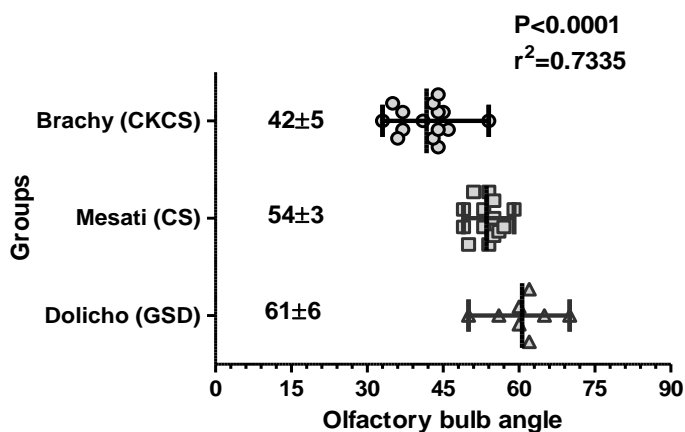 P<0.0001
r²=0.7335
Groups
Brachy (CKCS)
42±5
Mesati (CS)
54±3
Dolicho (GSD)
61±6
0 15 30 45 60 75 90
Olfactory bulb angle